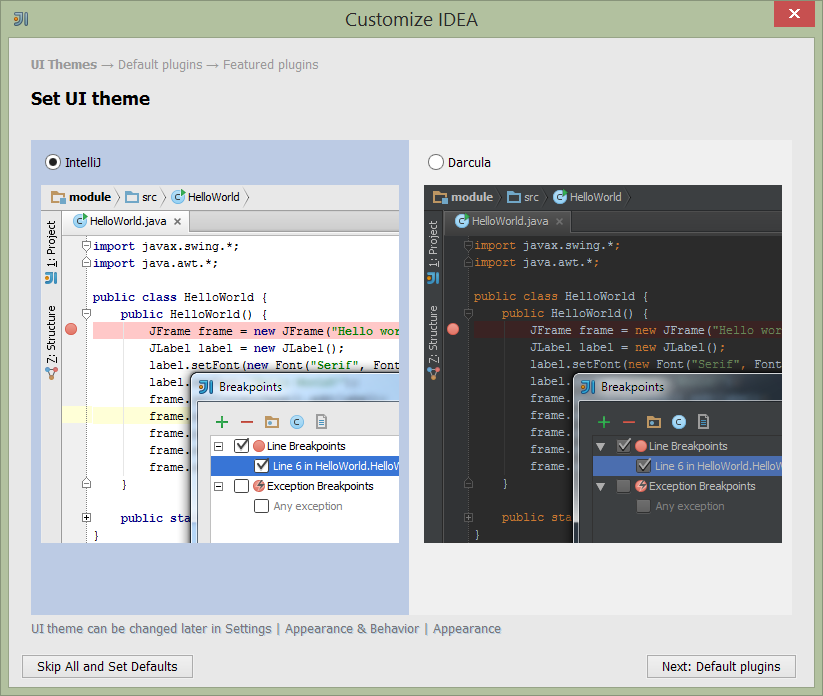 Customize IDEA
UI Themes → Default plugins → Featured plugins
Set UI theme
IntelliJ
module src HelloWorld
HelloWorld.java
1: Project
Z: Structure
import javax.swing.*;
import java.awt.*;
public class HelloWorld {
public HelloWorld() {
JFrame frame = new JFrame("Hello wor
JLabel label = new JLabel();
label.setFont(new Font("Serif", Font
label.
frame.
frame.
frame.
frame.
frame.
}
public sta
}
Breakpoints
Line Breakpoints
Line 6 in HelloWorld.HelloW
Exception Breakpoints
Any exception
Darcula
module src HelloWorld
HelloWorld.java
1: Project
Z: Structure
import javax.swing.*;
import java.awt.*;
public class HelloWorld {
public HelloWorld() {
JFrame frame = new JFrame("Hello wor
JLabel label = new JLabel();
label.setFont(new Font("Serif", Font
label.
frame.
frame.
frame.
frame.
frame.
}
public sta
}
Breakpoints
Line Breakpoints
Line 6 in HelloWorld.HelloW
Exception Breakpoints
Any exception
UI theme can be changed later in Settings | Appearance & Behavior | Appearance
Skip All and Set Defaults
Next: Default plugins